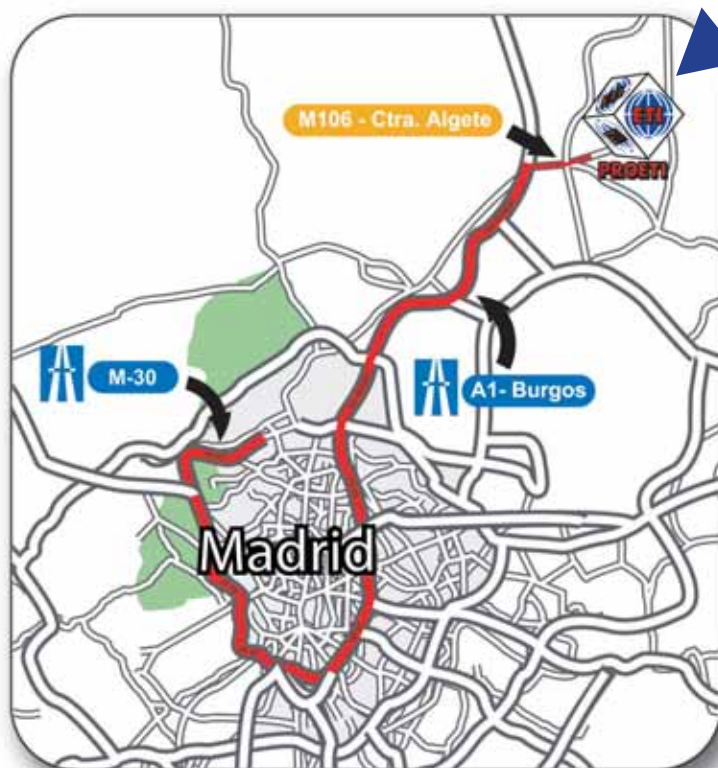 M106 - Ctra. Algete
ETI
PROETI
M-30
A1- Burgos
Madrid